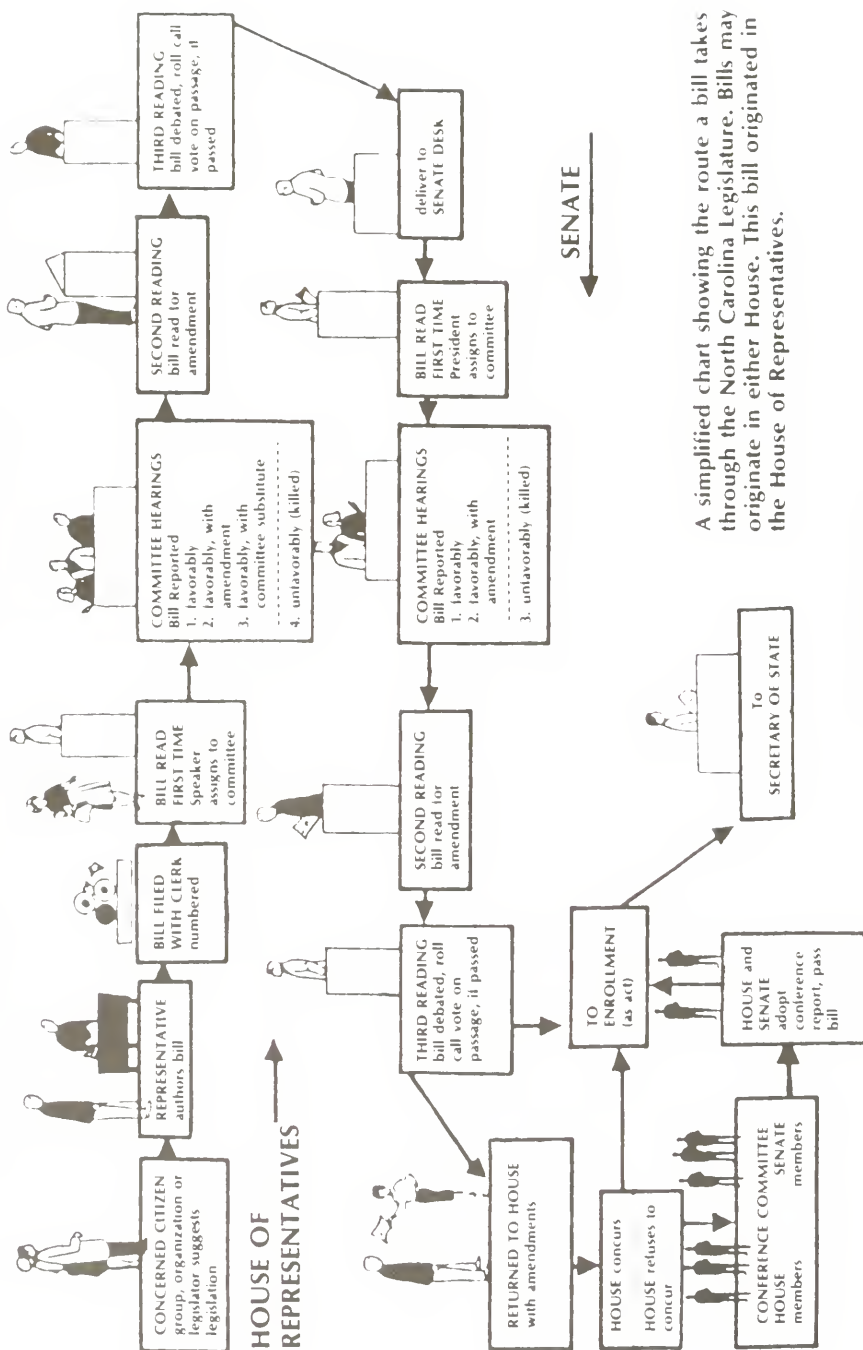 CONCERNED CITIZEN
group, organization or
legislator suggests
legislation
REPRESENTATIVE
authors bill
BILL FILED
WITH CLERK
numbered
BILL READ
FIRST TIME
Speaker
assigns to
committee
COMMITTEE HEARINGS
Bill Reported
1. favorably
2. favorably, with
amendment
3. favorably, with
committee substitute
4. unfavorably (killed)
SECOND READING
bill read for
amendment
THIRD READING
bill debated, roll call
vote on passage, if
passed
HOUSE OF
REPRESENTATIVES
deliver to
SENATE DESK
BILL READ
FIRST TIME
President
assigns to
committee
COMMITTEE HEARINGS
Bill Reported
1. favorably
2. favorably, with
amendment
3. unfavorably (killed)
SECOND READING
bill read for
amendment
THIRD READING
bill debated, roll
call vote on
passage, if passed
SENATE
RETURNED TO HOUSE
with amendments
HOUSE concurs
HOUSE refuses to
concur
CONFERENCE COMMITTEE
HOUSE SENATE
members members
HOUSE and
SENATE
adopt
conference
report, pass
bill
TO
ENROLLMENT
(as act)
To
SECRETARY OF STATE
A simplified chart showing the route a bill takes
through the North Carolina Legislature. Bills may
originate in either House. This bill originated in
the House of Representatives.